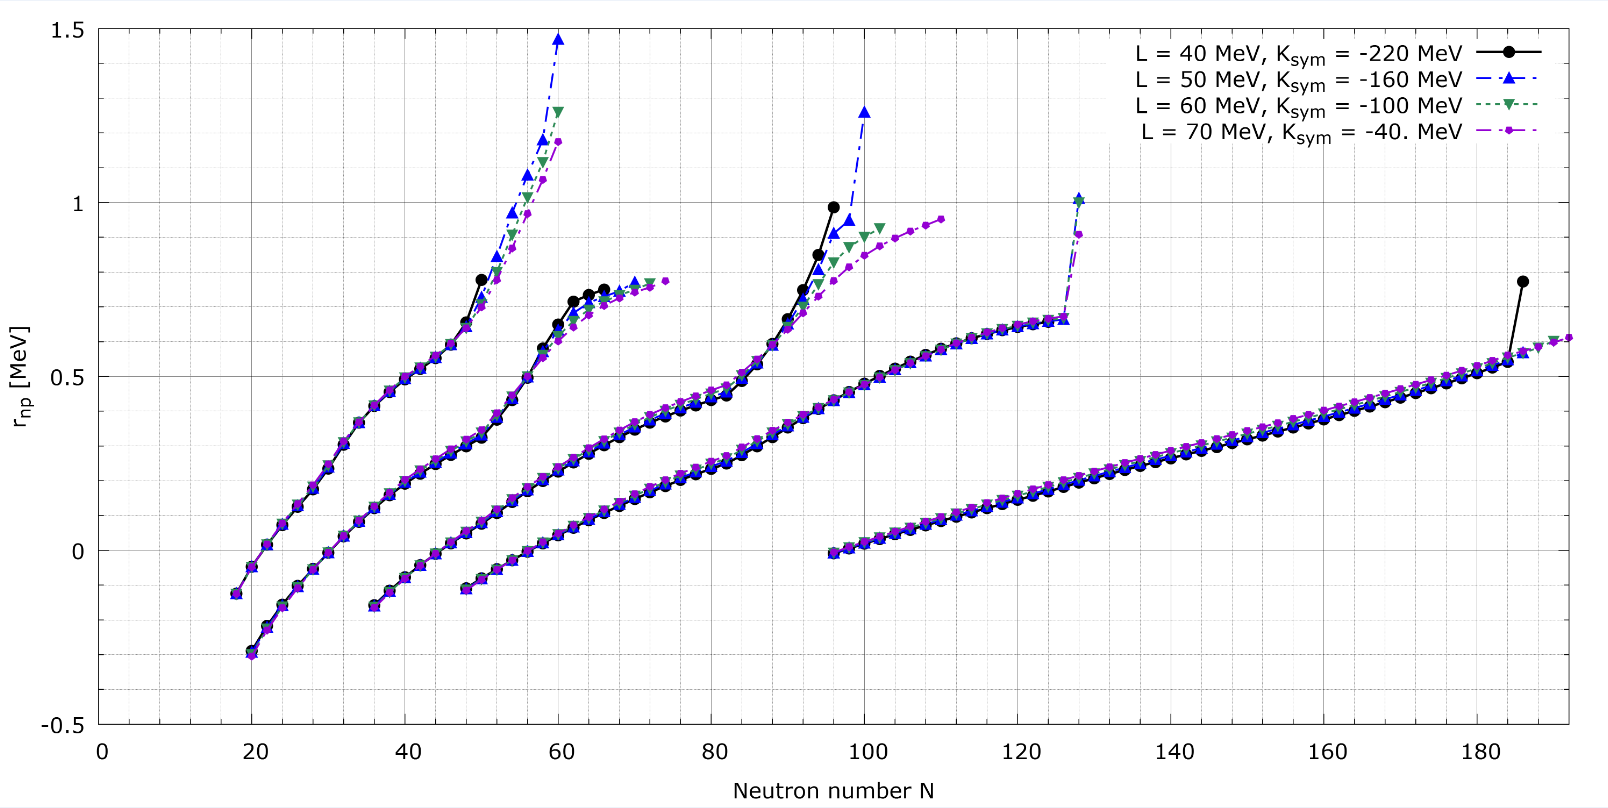 1.5
1
0.5
0
-0.5
r_np [MeV]
L = 40 MeV, K_sym = -220 MeV
L = 50 MeV, K_sym = -160 MeV
L = 60 MeV, K_sym = -100 MeV
L = 70 MeV, K_sym = -40. MeV
0 20 40 60 80 100 120 140 160 180
Neutron number N